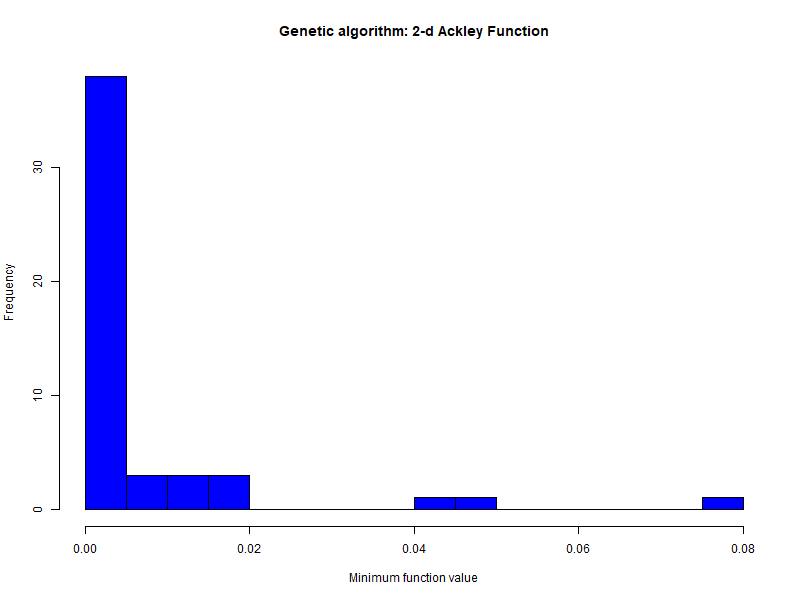 Genetic algorithm: 2-d Ackley Function
Frequency
30
20
10
0
0.00 0.02 0.04 0.06 0.08
Minimum function value